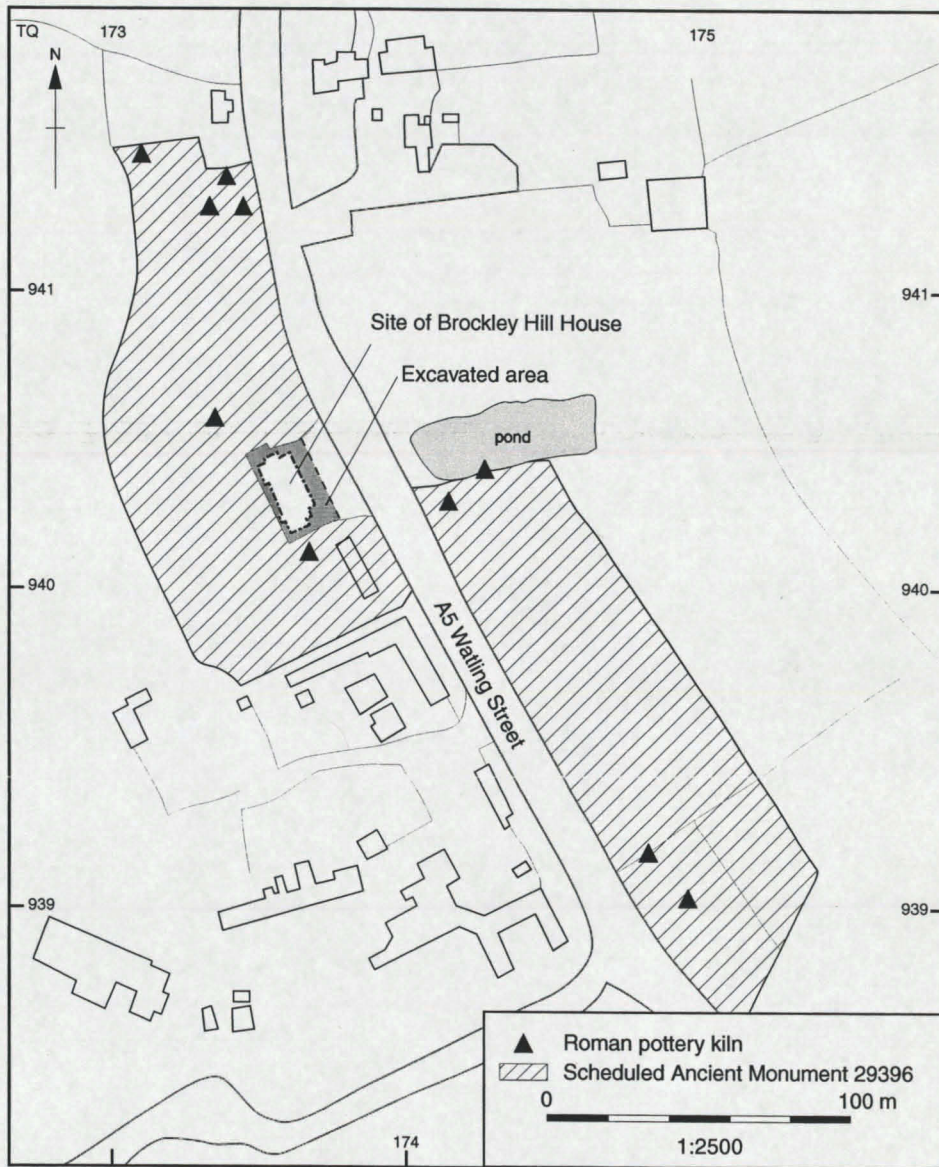 TQ
173
175
N
941
941
Site of Brockley Hill House
Excavated area
pond
940
940
A5 Watling Street
939
939
Roman pottery kiln
Scheduled Ancient Monument 29396
0
100 m
1:2500
174